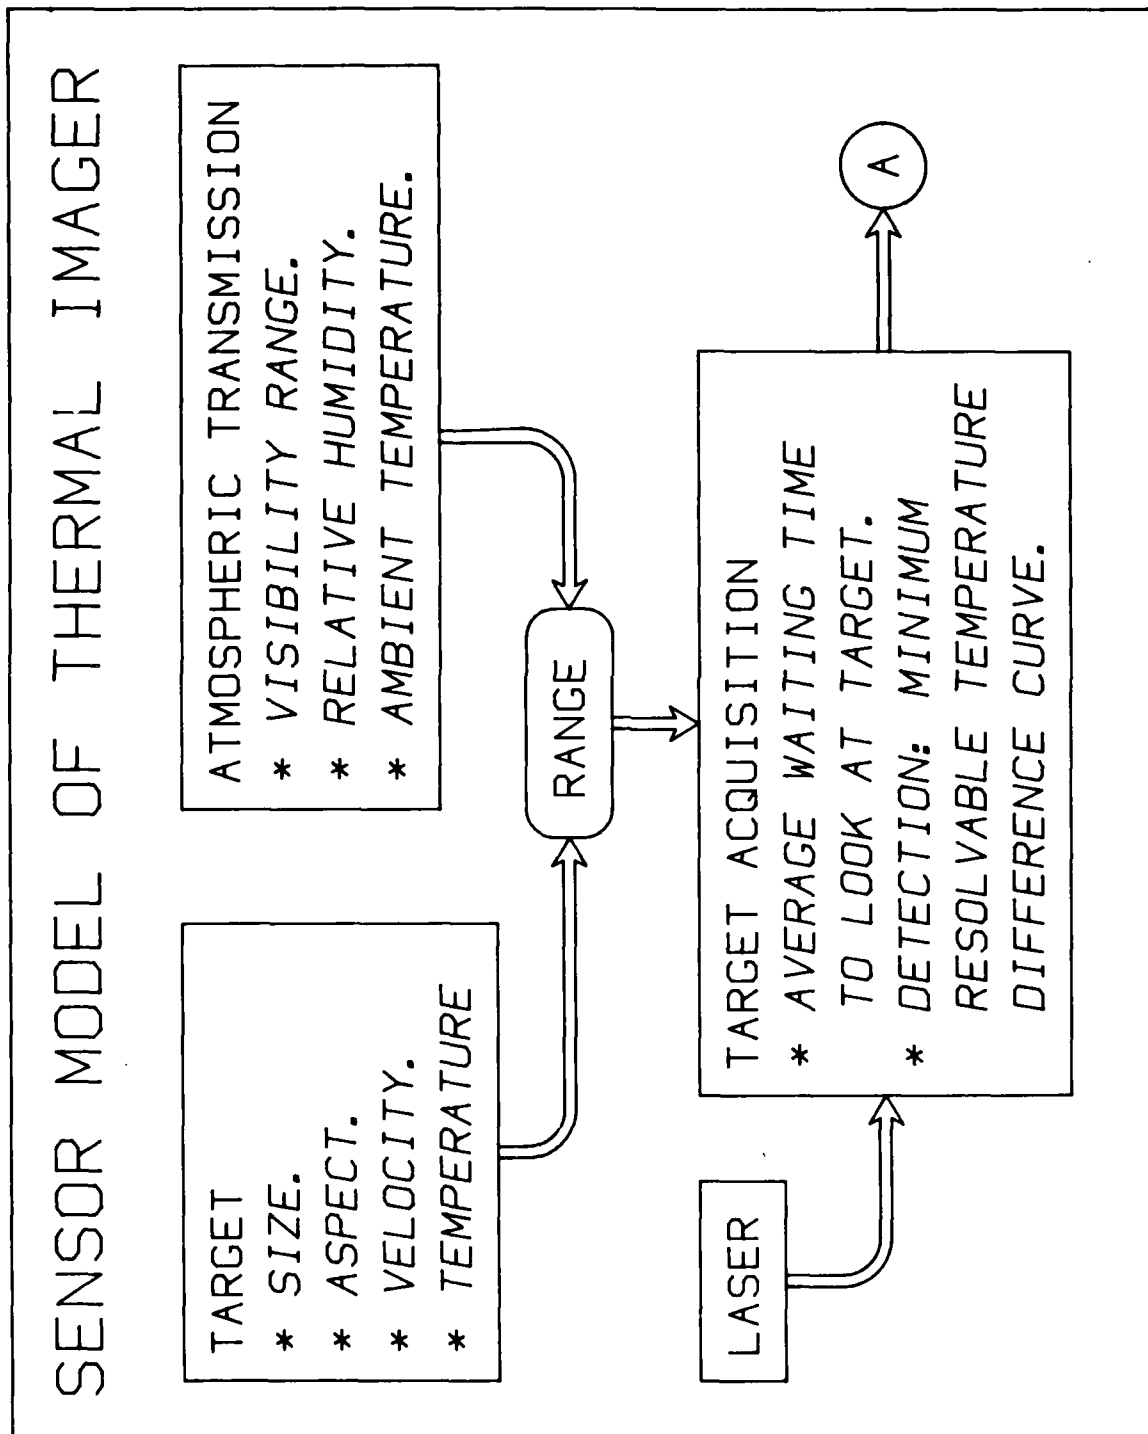 SENSOR MODEL OF THERMAL IMAGER
TARGET
* SIZE.
* ASPECT.
* VELOCITY.
* TEMPERATURE
ATMOSPHERIC TRANSMISSION
* VISIBILITY RANGE.
* RELATIVE HUMIDITY.
* AMBIENT TEMPERATURE.
RANGE
LASER
TARGET ACQUISITION
* AVERAGE WAITING TIME
TO LOOK AT TARGET.
* DETECTION: MINIMUM
RESOLVABLE TEMPERATURE
DIFFERENCE CURVE.
A